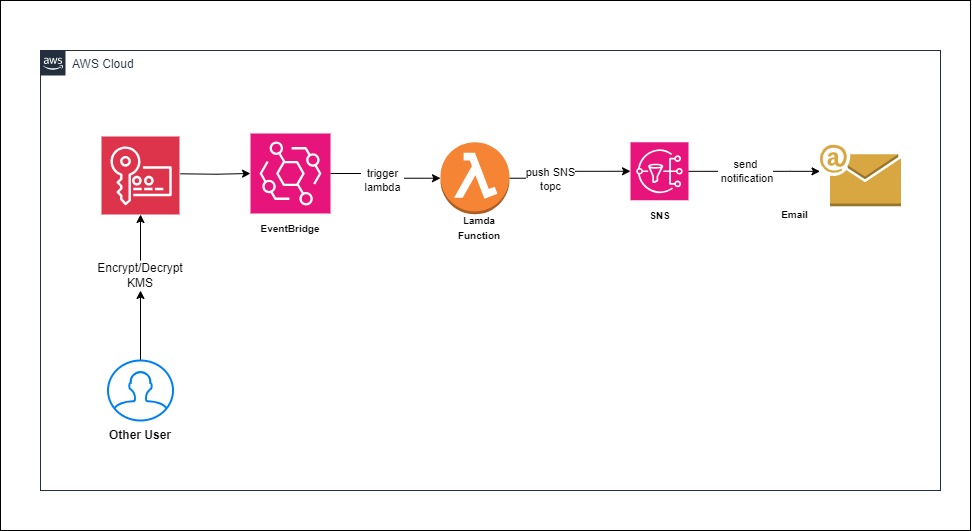 aws
AWS Cloud
@
trigger
lambda
push SNS
topc
send
notification
EventBridge
Lamda
Function
SNS
Email
Encrypt/Decrypt
KMS
Other User